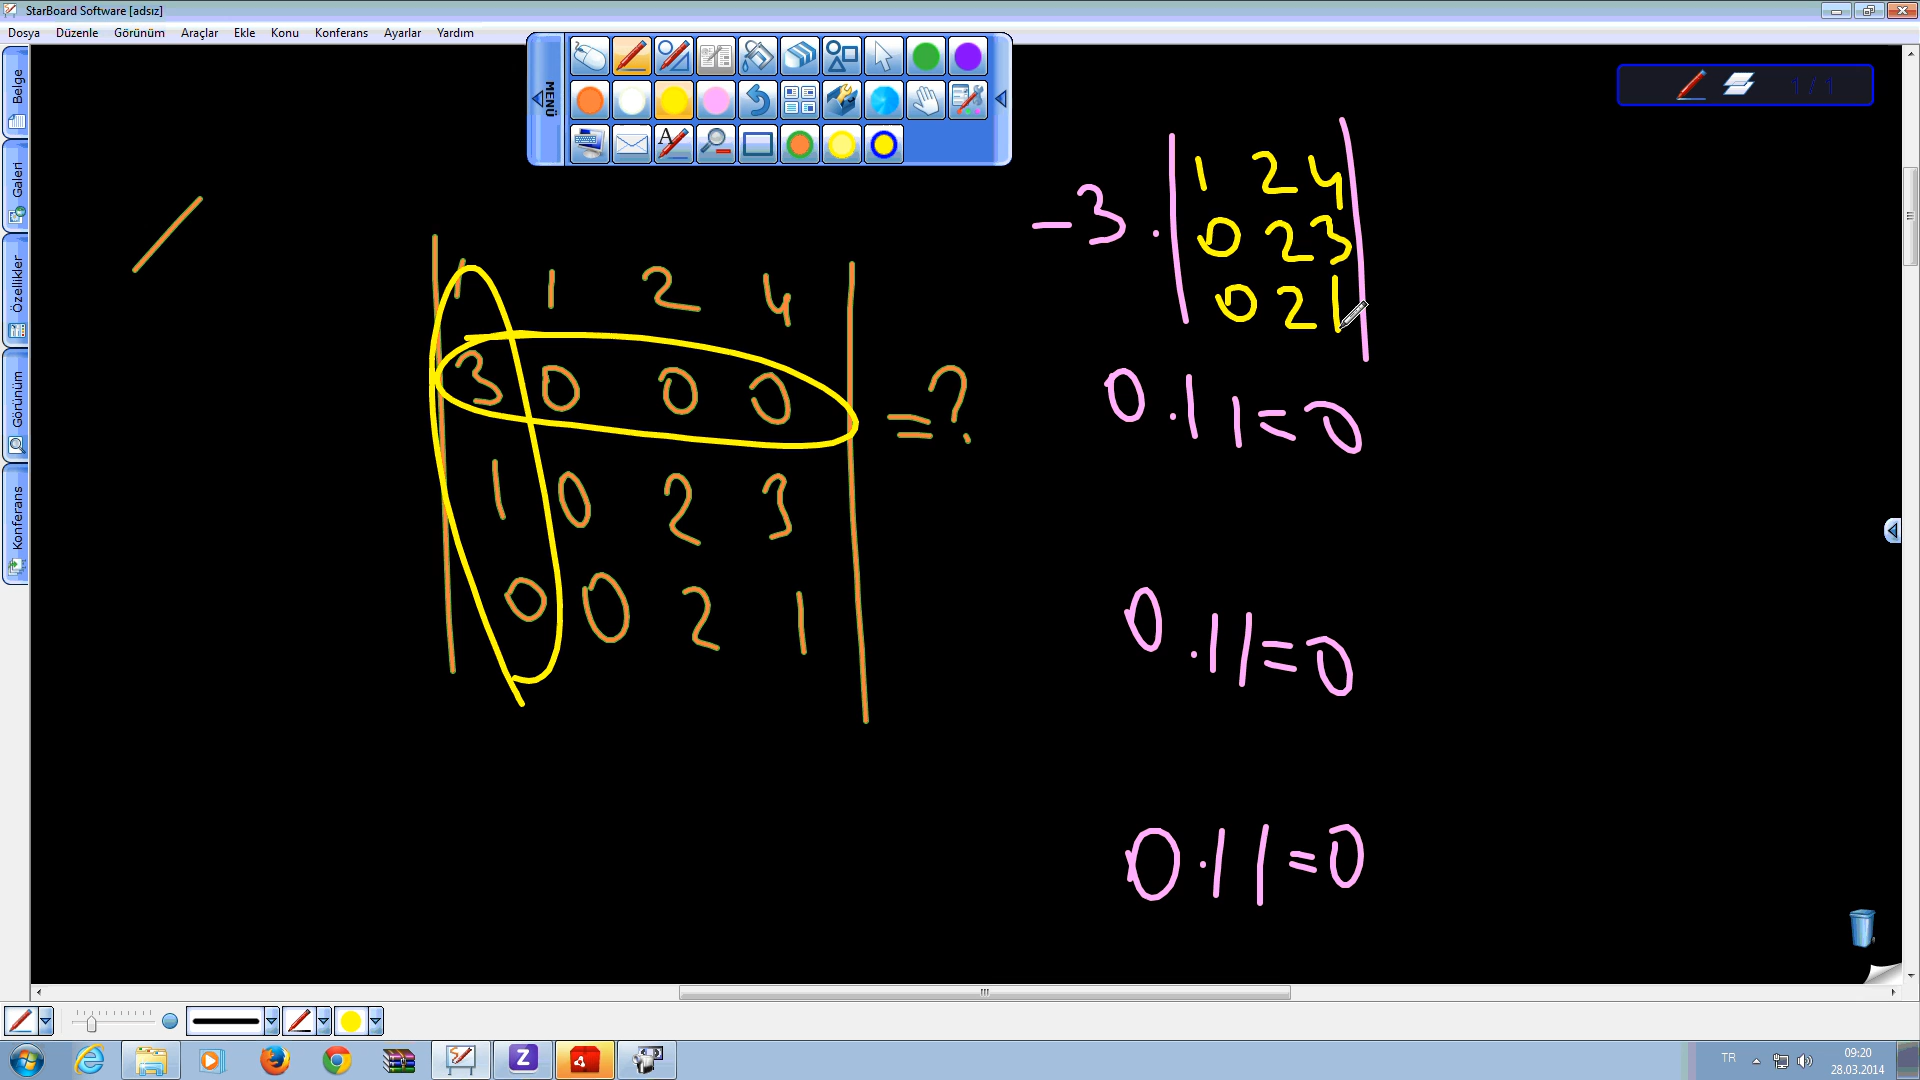 StarBoard Software [adsız]
Dosya Düzenle Görünüm Araçlar Ekle Konu Konferans Ayarlar Yardım
MENÜ
Belge
Galeri
Özellikler
Görünüm
Konferans
1 / 1
1 1 2 4
3 0 0 0
1 0 2 3
0 0 2 1
= ?
-3 .
1 2 4
0 2 3
0 2 1
0 . | | = 0
0 . | | = 0
0 . | | = 0
TR
09:20
28.03.2014